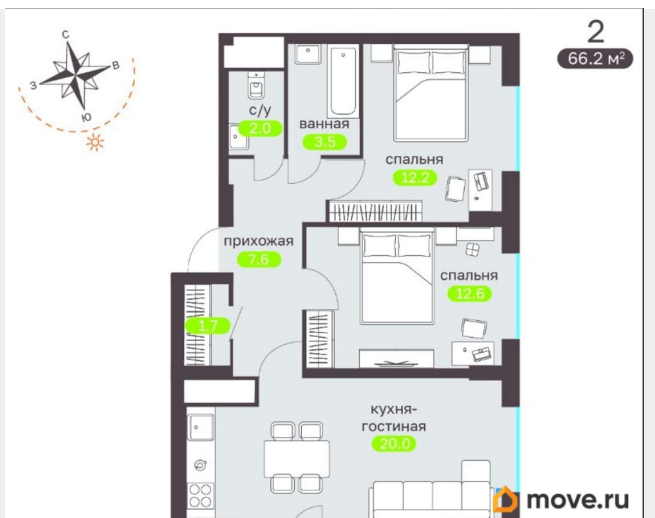 2
66.2 м²
С
В
З
Ю
с/у
2.0
ванная
3.5
спальня
12.2
прихожая
7.6
спальня
12.6
1.7
кухня-
гостиная
20.0
move.ru